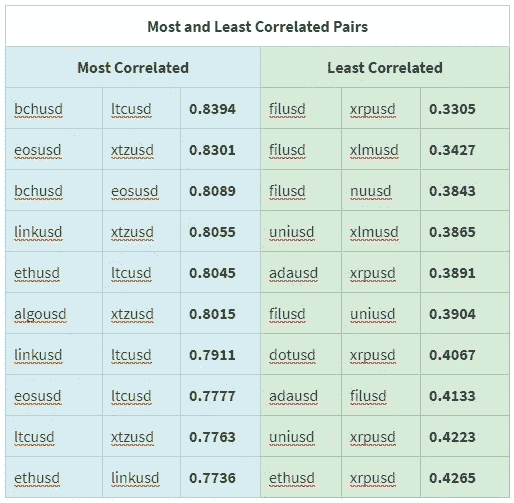 Most and Least Correlated Pairs
Most Correlated Least Correlated
bchusd ltcusd 0.8394 filusd xrpusd 0.3305
eosusd xtzusd 0.8301 filusd xlmusd 0.3427
bchusd eosusd 0.8089 filusd nuusd 0.3843
linkusd xtzusd 0.8055 uniusd xlmusd 0.3865
ethusd ltcusd 0.8045 adausd xrpusd 0.3891
algousd xtzusd 0.8015 filusd uniusd 0.3904
linkusd ltcusd 0.7911 dotusd xrpusd 0.4067
eosusd ltcusd 0.7777 adausd filusd 0.4133
ltcusd xtzusd 0.7763 uniusd xrpusd 0.4223
ethusd linkusd 0.7736 ethusd xrpusd 0.4265